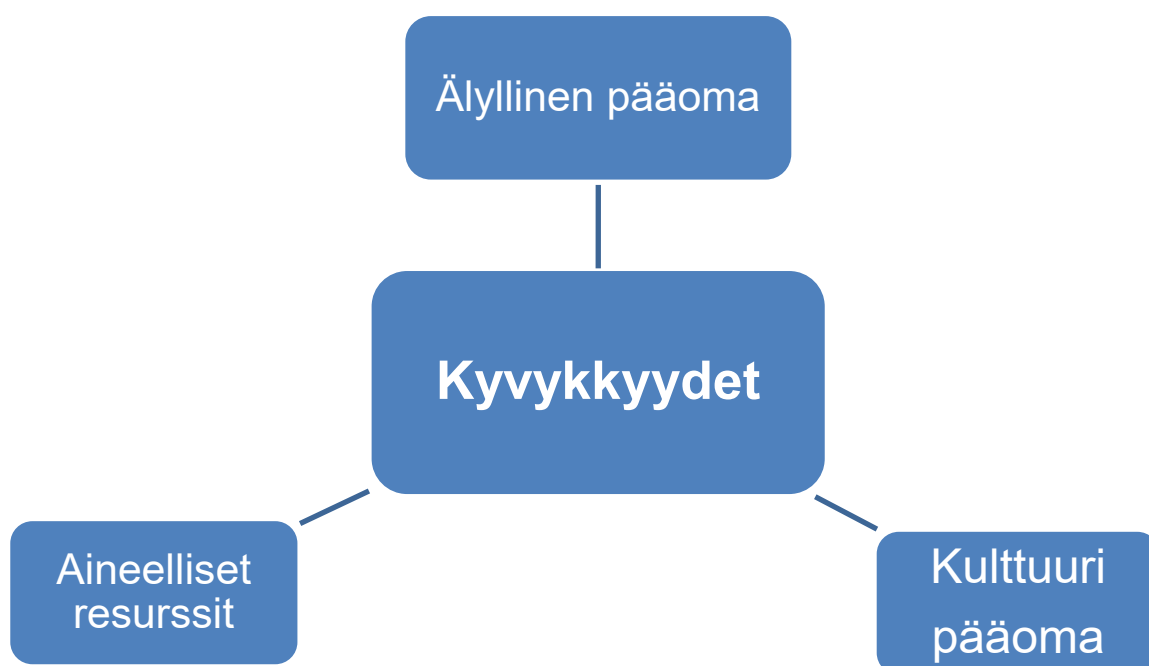 Älyllinen pääoma
Kyvykkyydet
Aineelliset
resurssit
Kulttuuri
pääoma